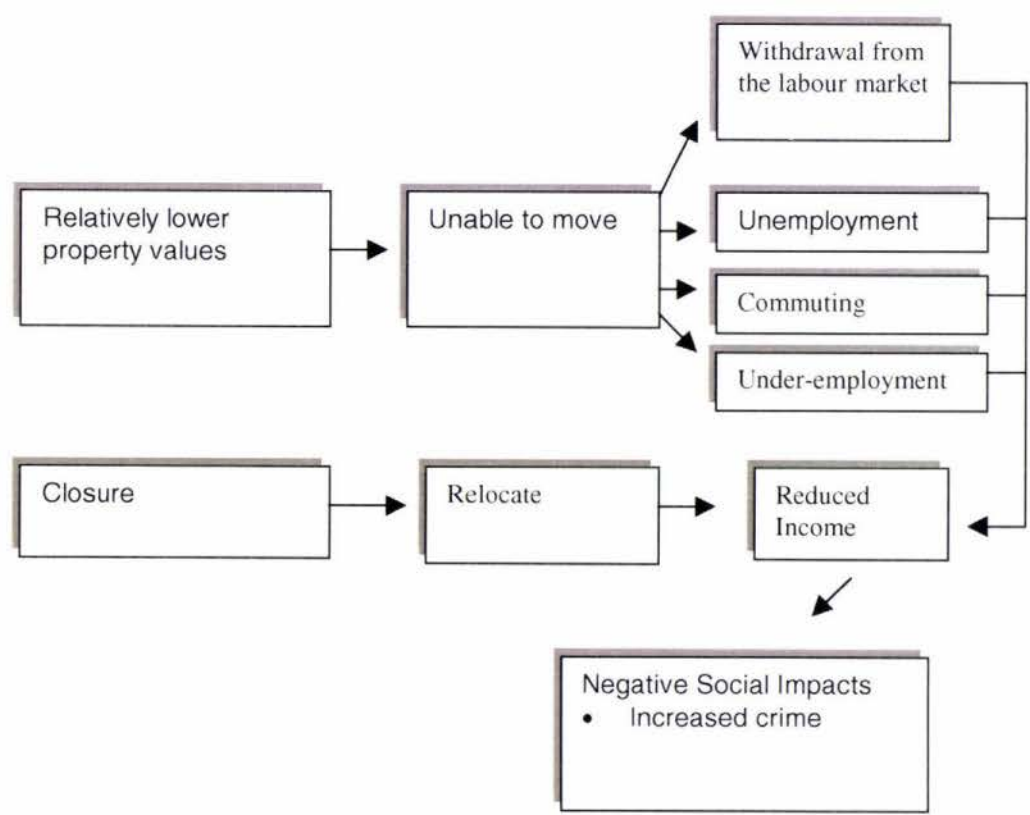 Withdrawal from
the labour market
Relatively lower
property values
Unable to move
Unemployment
Commuting
Under-employment
Closure
Relocate
Reduced
Income
Negative Social Impacts
• Increased crime